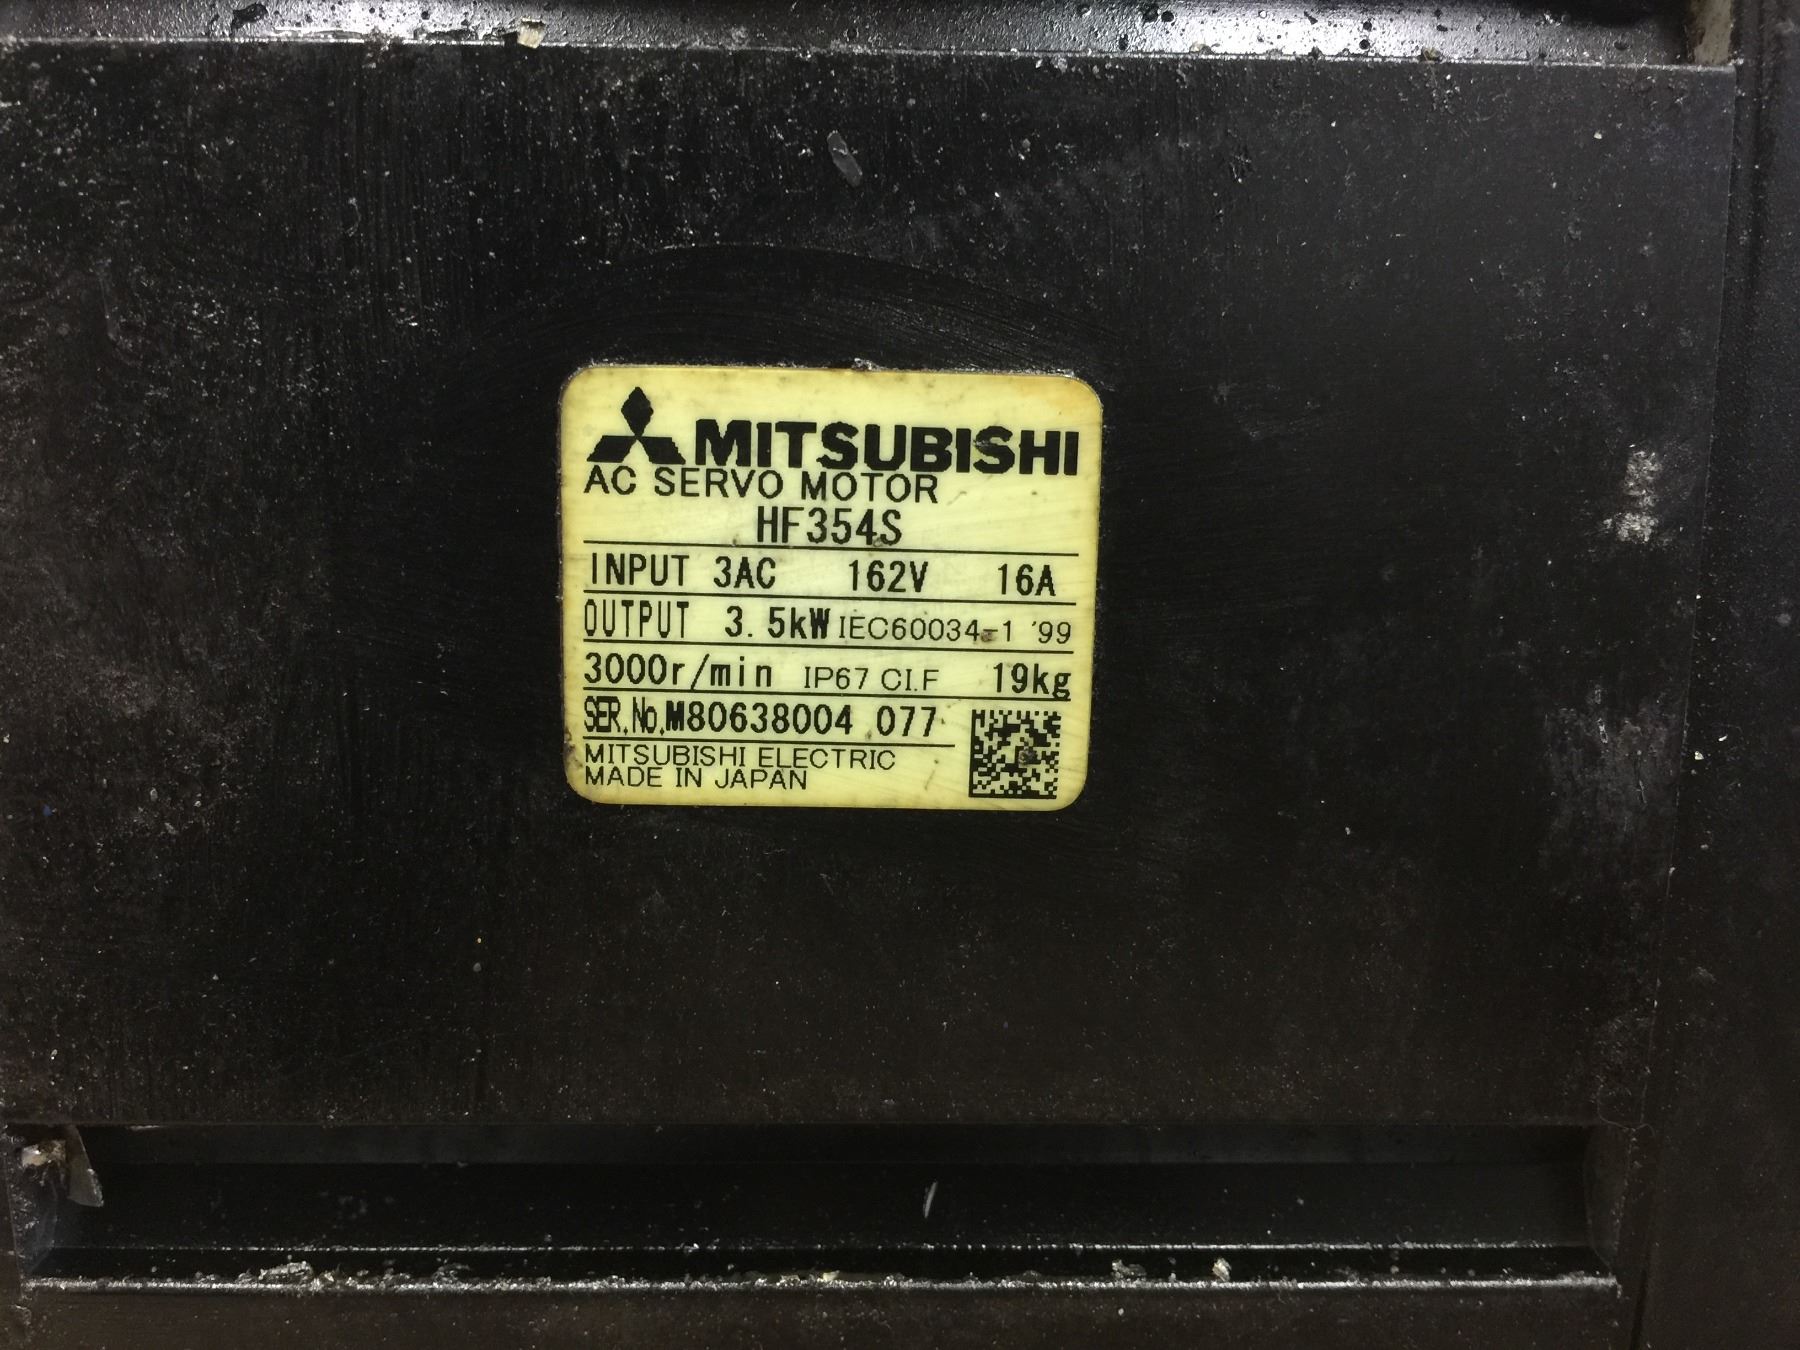 MITSUBISHI
AC SERVO MOTOR
HF354S
INPUT 3AC 162V 16A
OUTPUT 3.5kW IEC60034-1 '99
3000r/min IP67 CI.F 19kg
SER.No.M80638004 077
MITSUBISHI ELECTRIC
MADE IN JAPAN